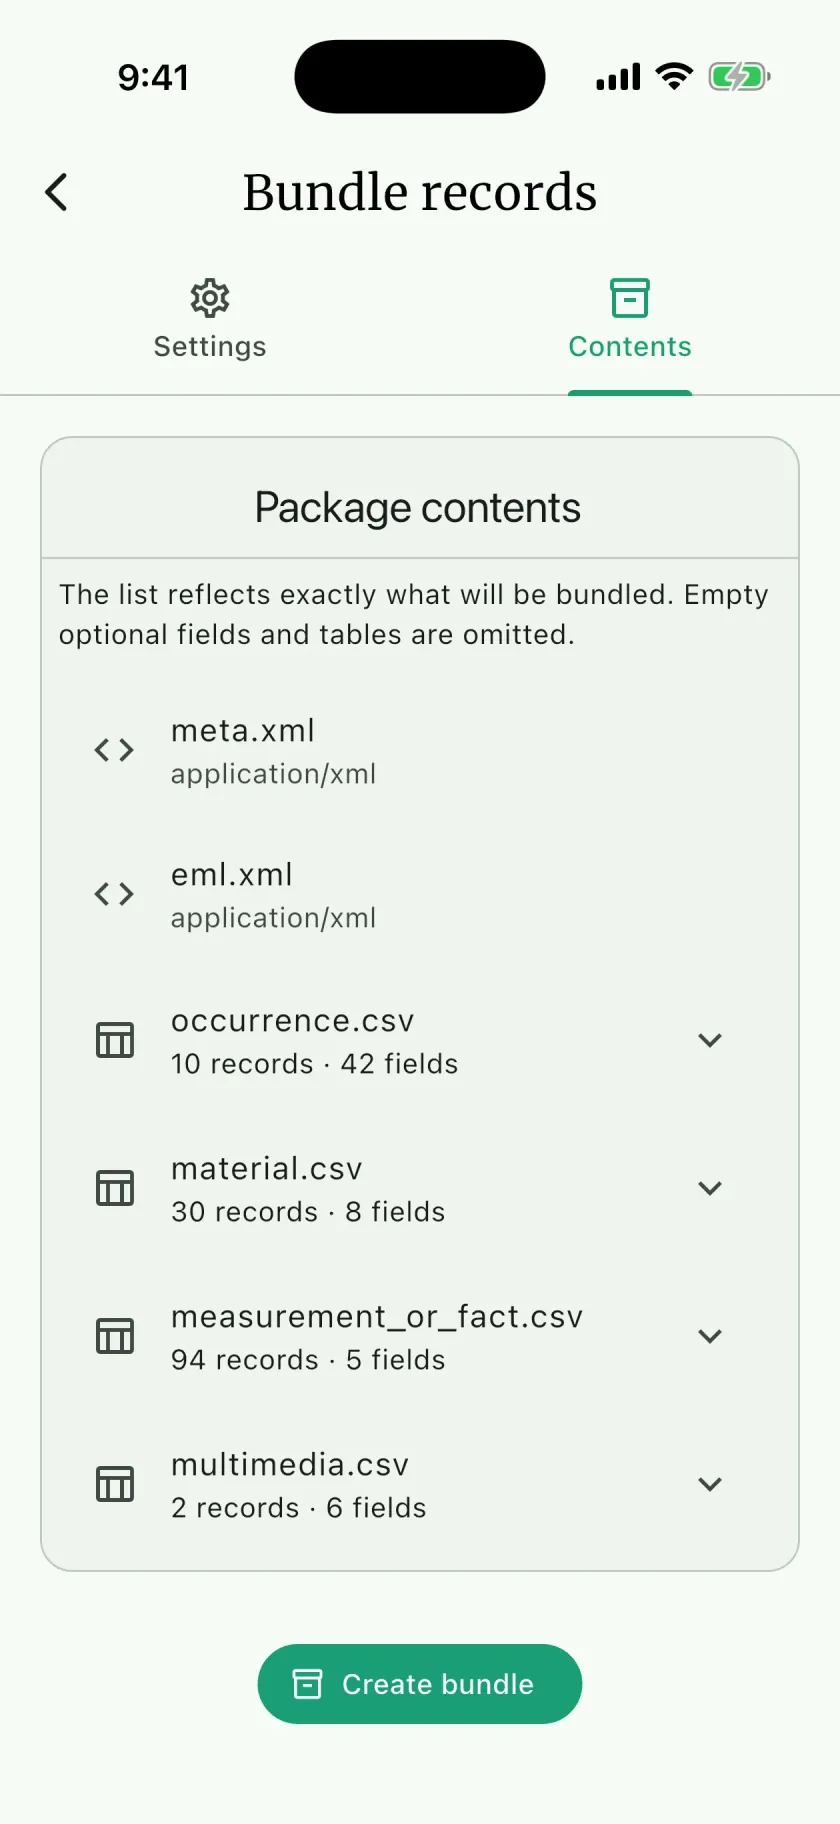 9:41
Bundle records
Settings
Contents
Package contents
The list reflects exactly what will be bundled. Empty
optional fields and tables are omitted.
meta.xml
application/xml
eml.xml
application/xml
occurrence.csv
10 records · 42 fields
material.csv
30 records · 8 fields
measurement_or_fact.csv
94 records · 5 fields
multimedia.csv
2 records · 6 fields
Create bundle